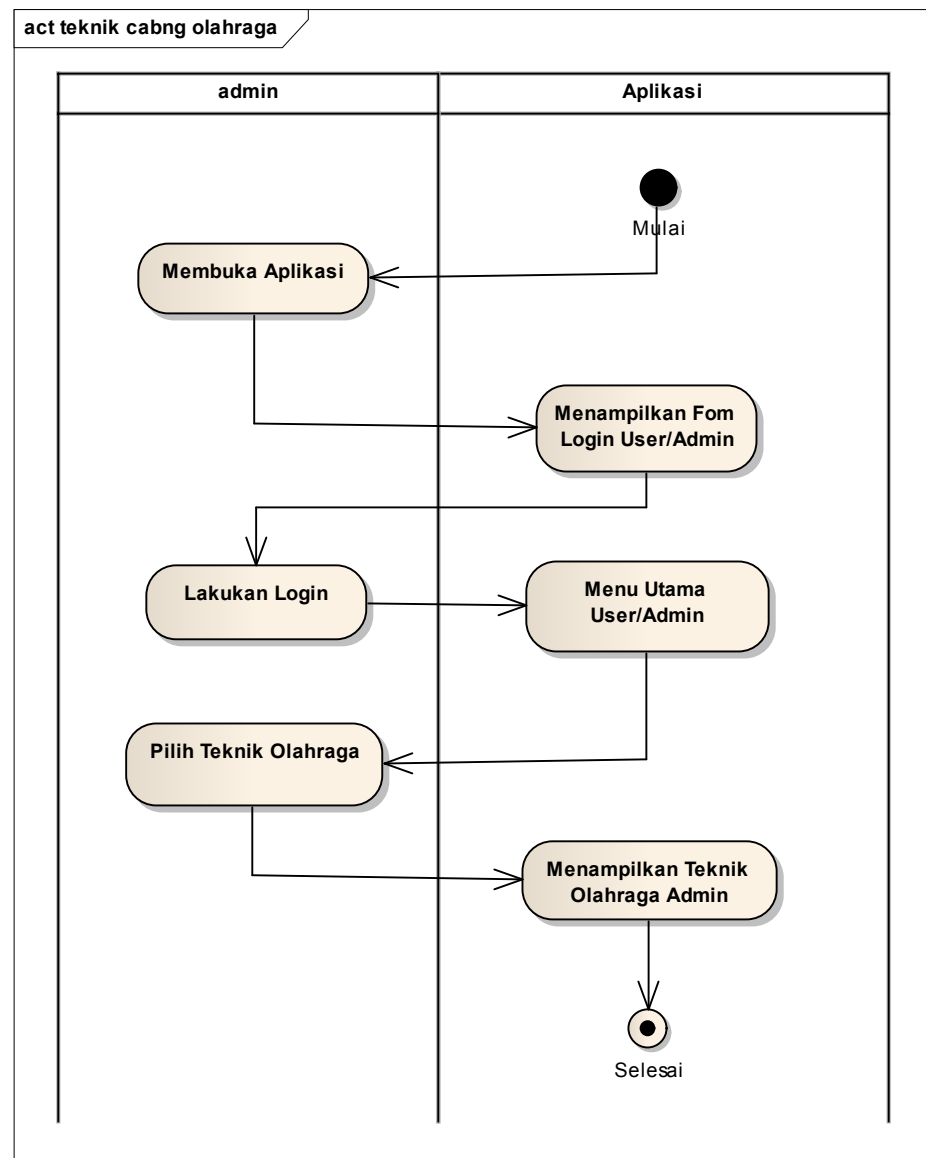 act teknik cabng olahraga
admin
Aplikasi
Mulai
Membuka Aplikasi
Menampilkan Fom
Login User/Admin
Lakukan Login
Menu Utama
User/Admin
Pilih Teknik Olahraga
Menampilkan Teknik
Olahraga Admin
Selesai